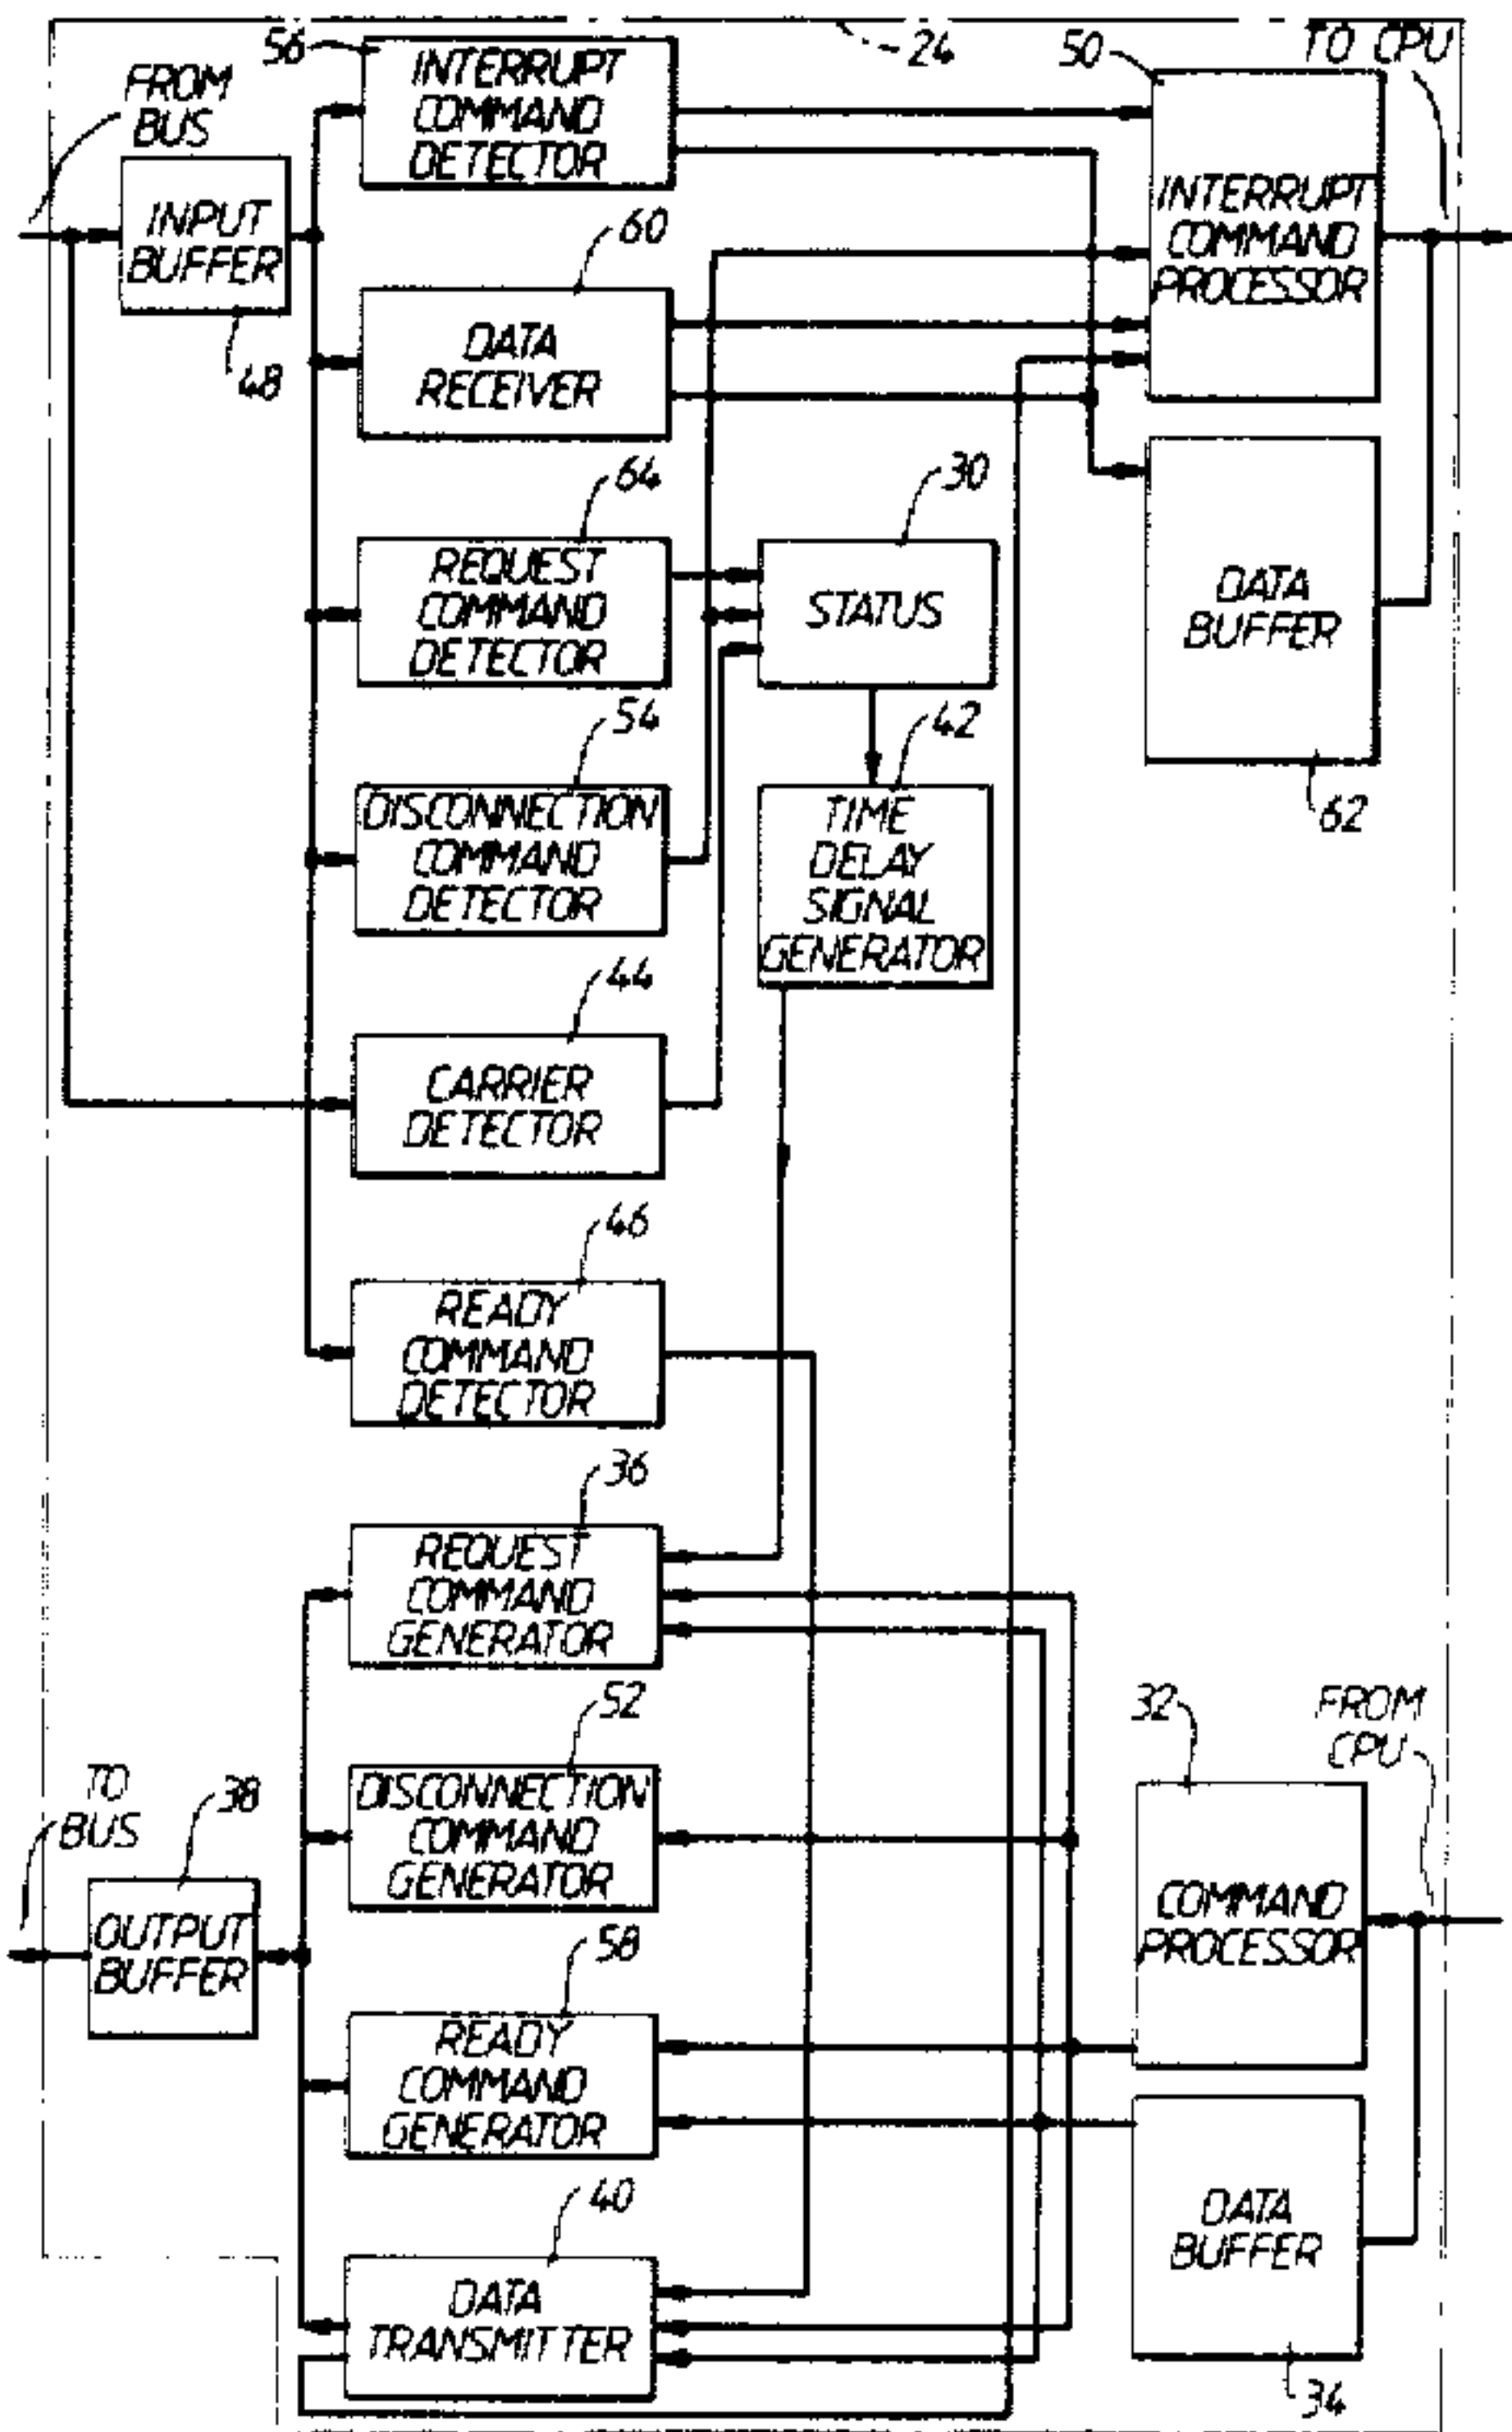 56
INTERRUPT
COMMAND
DETECTOR
24
50
TO CPU
FROM
BUS
INPUT
BUFFER
48
60
DATA
RECEIVER
INTERRUPT
COMMAND
PROCESSOR
64
REQUEST
COMMAND
DETECTOR
30
STATUS
DATA
BUFFER
62
54
DISCONNECTION
COMMAND
DETECTOR
42
TIME
DELAY
SIGNAL
GENERATOR
44
CARRIER
DETECTOR
46
READY
COMMAND
DETECTOR
36
REQUEST
COMMAND
GENERATOR
52
DISCONNECTION
COMMAND
GENERATOR
32
FROM
CPU
COMMAND
PROCESSOR
TO
BUS
38
OUTPUT
BUFFER
58
READY
COMMAND
GENERATOR
DATA
BUFFER
34
40
DATA
TRANSMITTER